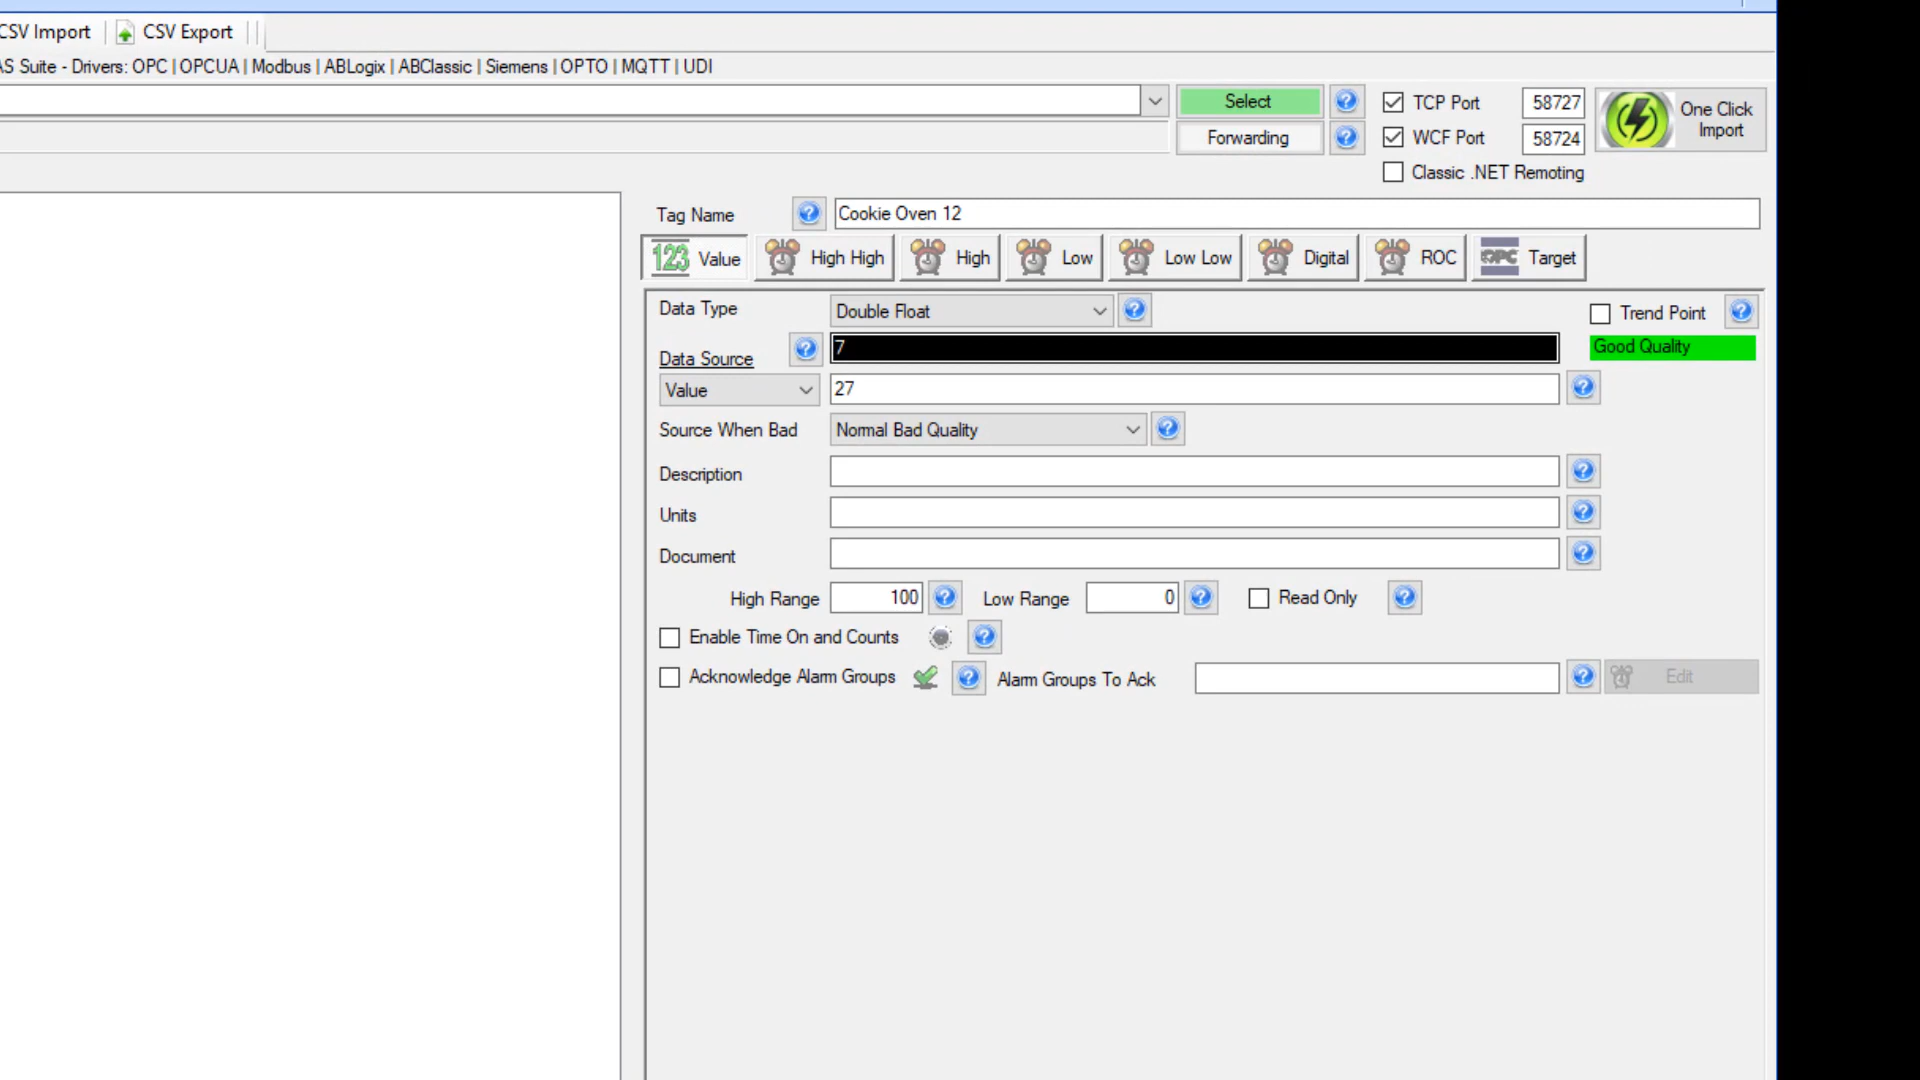 CSV Import CSV Export
AS Suite - Drivers: OPC | OPCUA | Modbus | ABLogix | ABClassic | Siemens | OPTO | MQTT | UDI
Select TCP Port 58727 One Click Import
Forwarding WCF Port 58724
Classic .NET Remoting
Tag Name Cookie Oven 12
123 Value High High High Low Low Low Digital ROC OPC Target
Data Type Double Float Trend Point
Data Source 7 Good Quality
Value 27
Source When Bad Normal Bad Quality
Description
Units
Document
High Range 100 Low Range 0 Read Only
Enable Time On and Counts
Acknowledge Alarm Groups Alarm Groups To Ack Edit